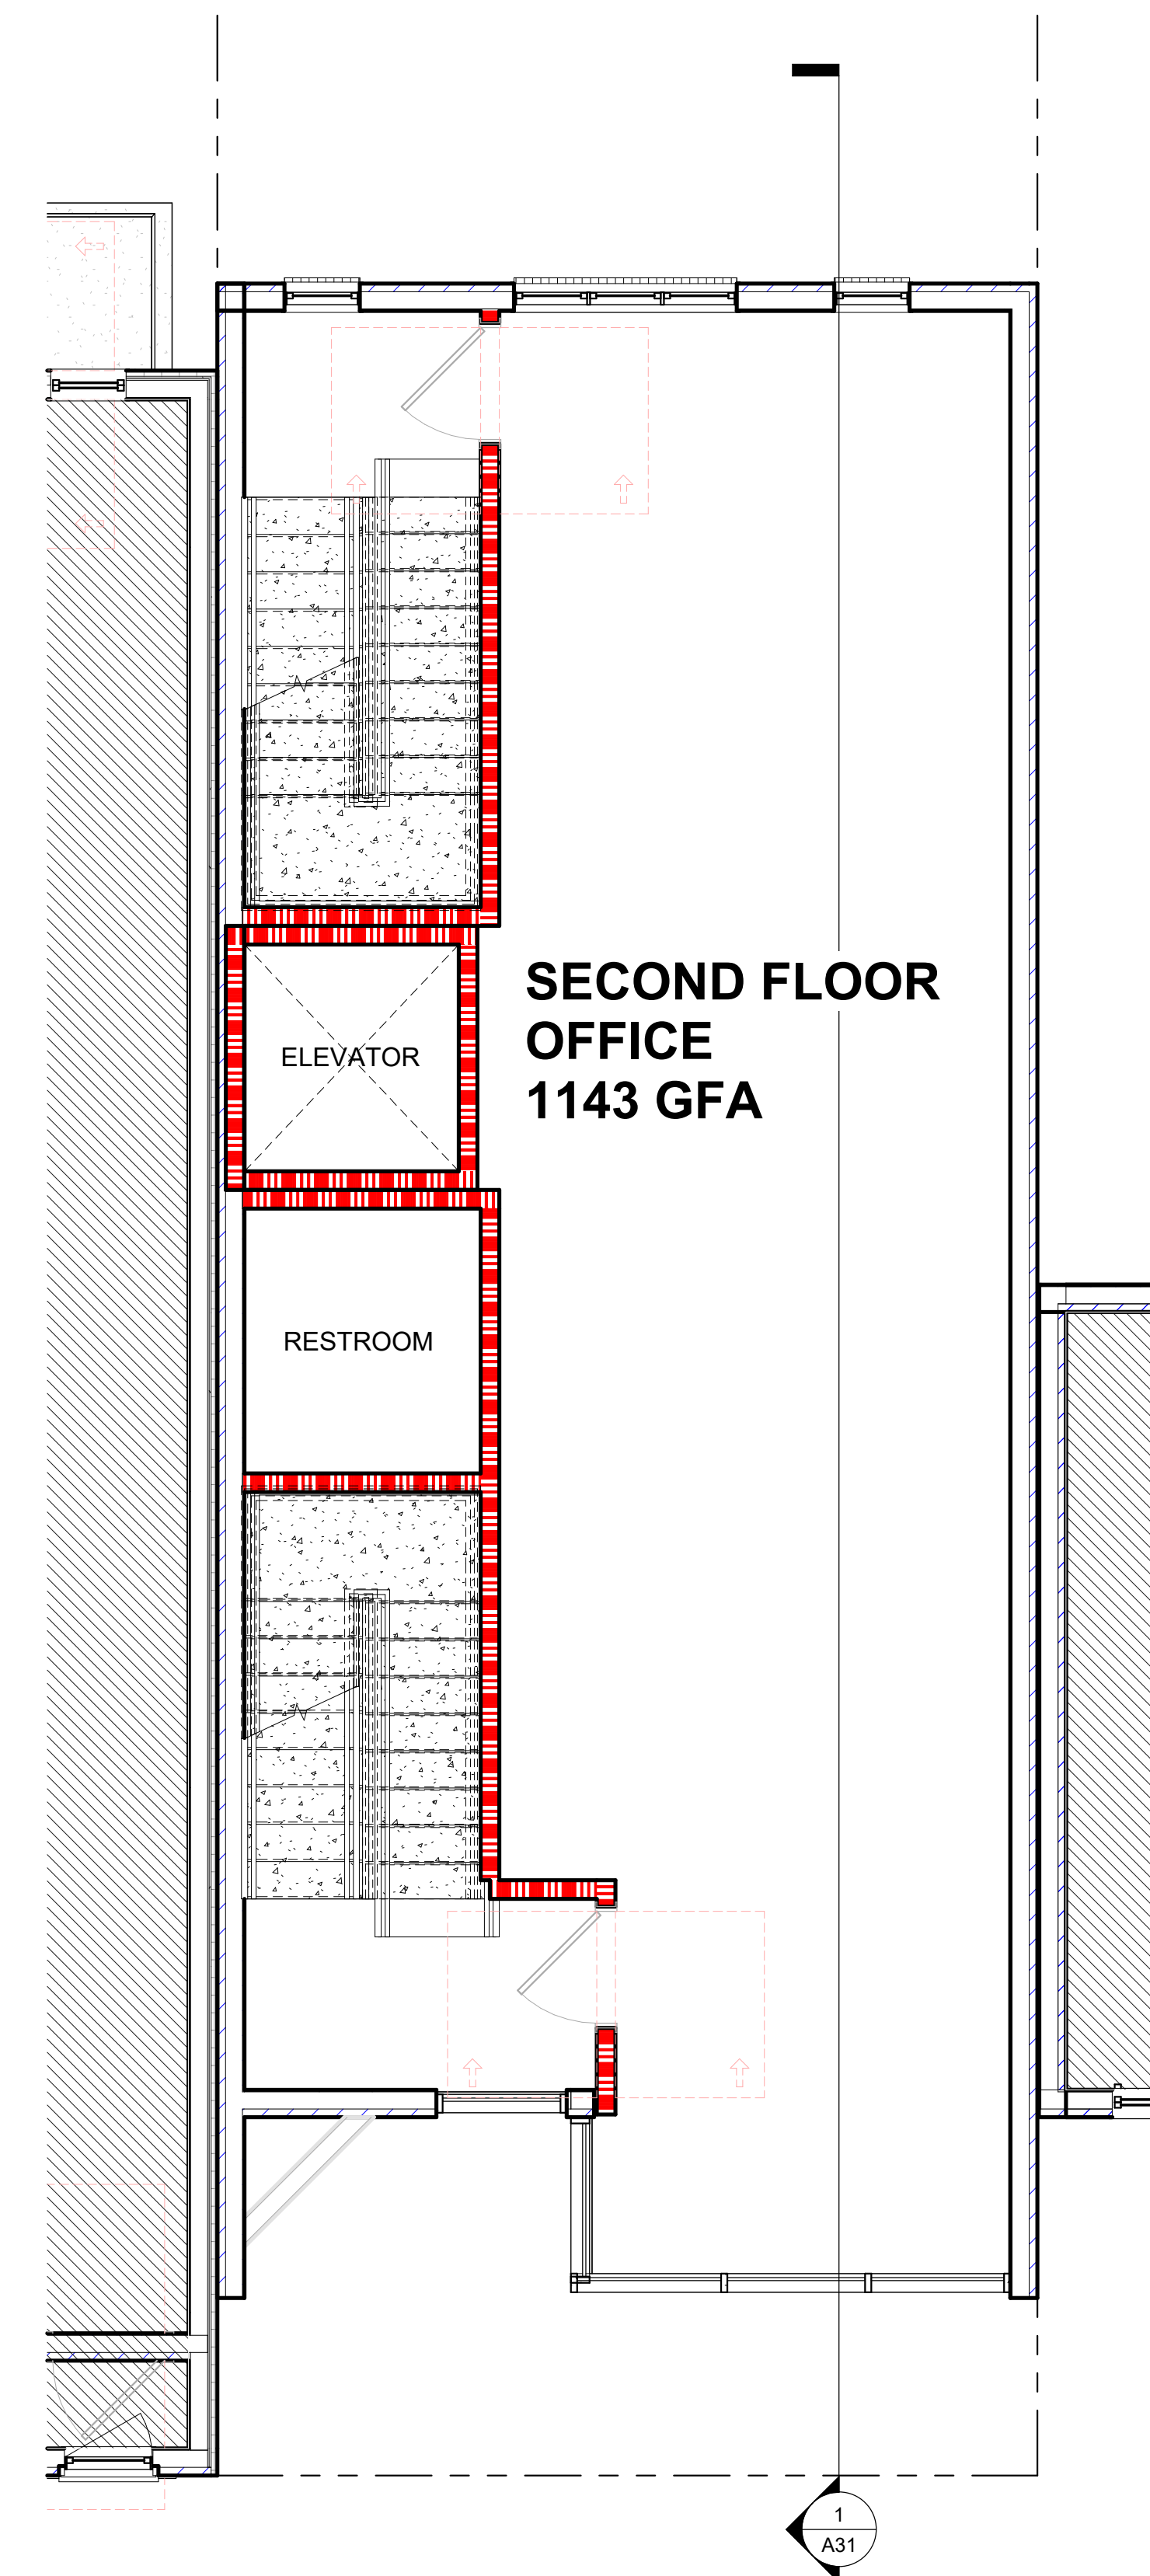 SECOND FLOOR
OFFICE
1143 GFA
ELEVATOR
RESTROOM
1
A31